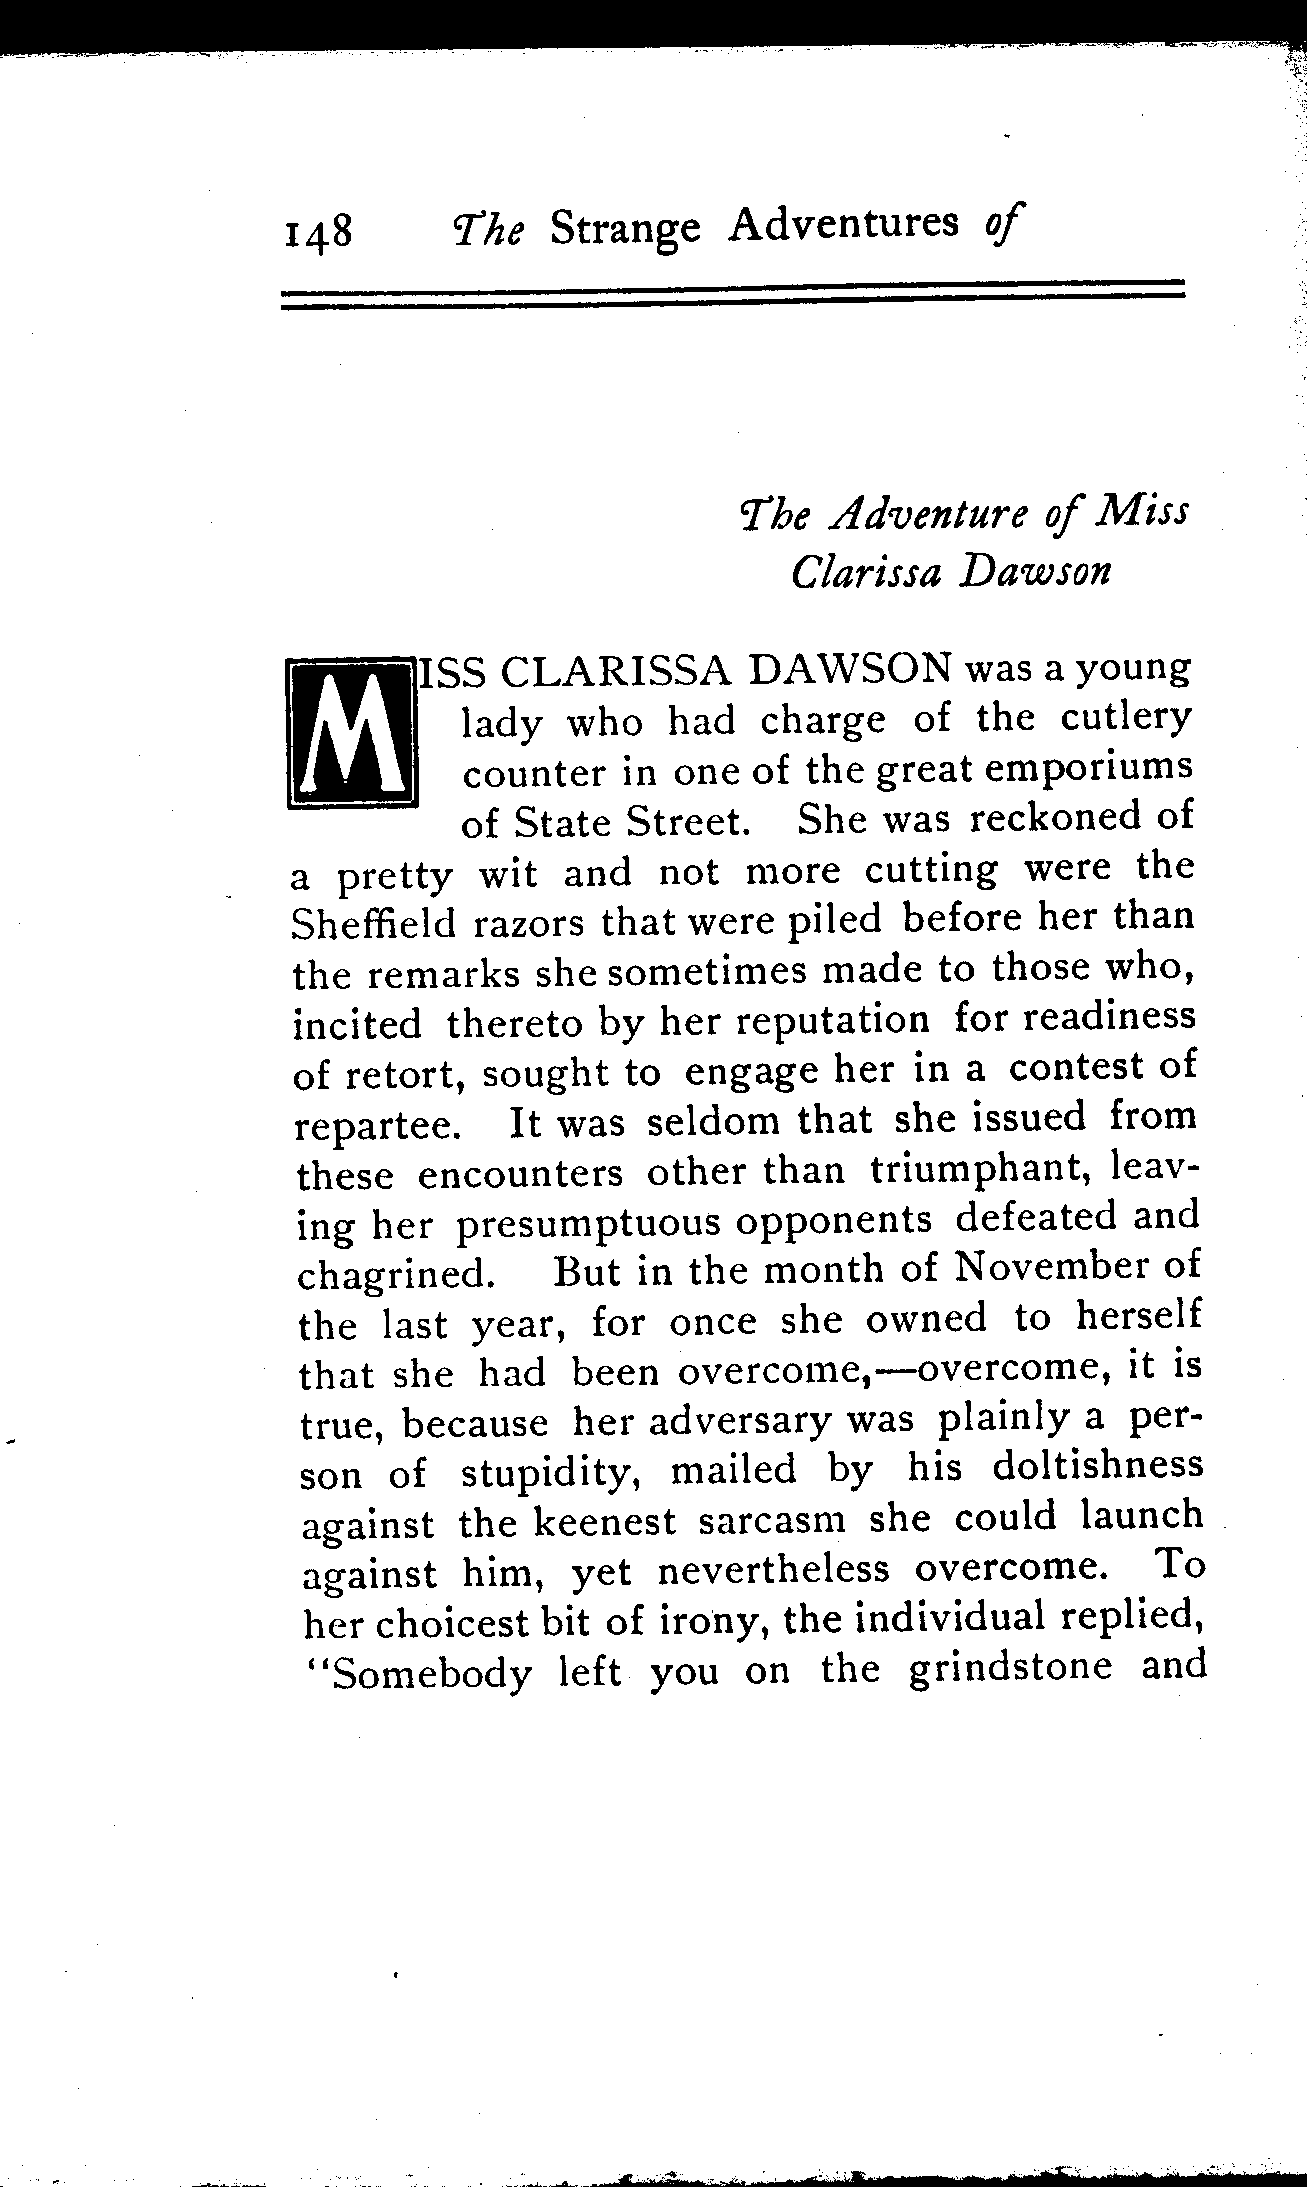 148 The Strange Adventures of
The Adventure of Miss
Clarissa Dawson
MISS CLARISSA DAWSON was a young
lady who had charge of the cutlery
counter in one of the great emporiums
of State Street. She was reckoned of
a pretty wit and not more cutting were the
Sheffield razors that were piled before her than
the remarks she sometimes made to those who,
incited thereto by her reputation for readiness
of retort, sought to engage her in a contest of
repartee. It was seldom that she issued from
these encounters other than triumphant, leav-
ing her presumptuous opponents defeated and
chagrined. But in the month of November of
the last year, for once she owned to herself
that she had been overcome,—overcome, it is
true, because her adversary was plainly a per-
son of stupidity, mailed by his doltishness
against the keenest sarcasm she could launch
against him, yet nevertheless overcome. To
her choicest bit of irony, the individual replied,
"Somebody left you on the grindstone and